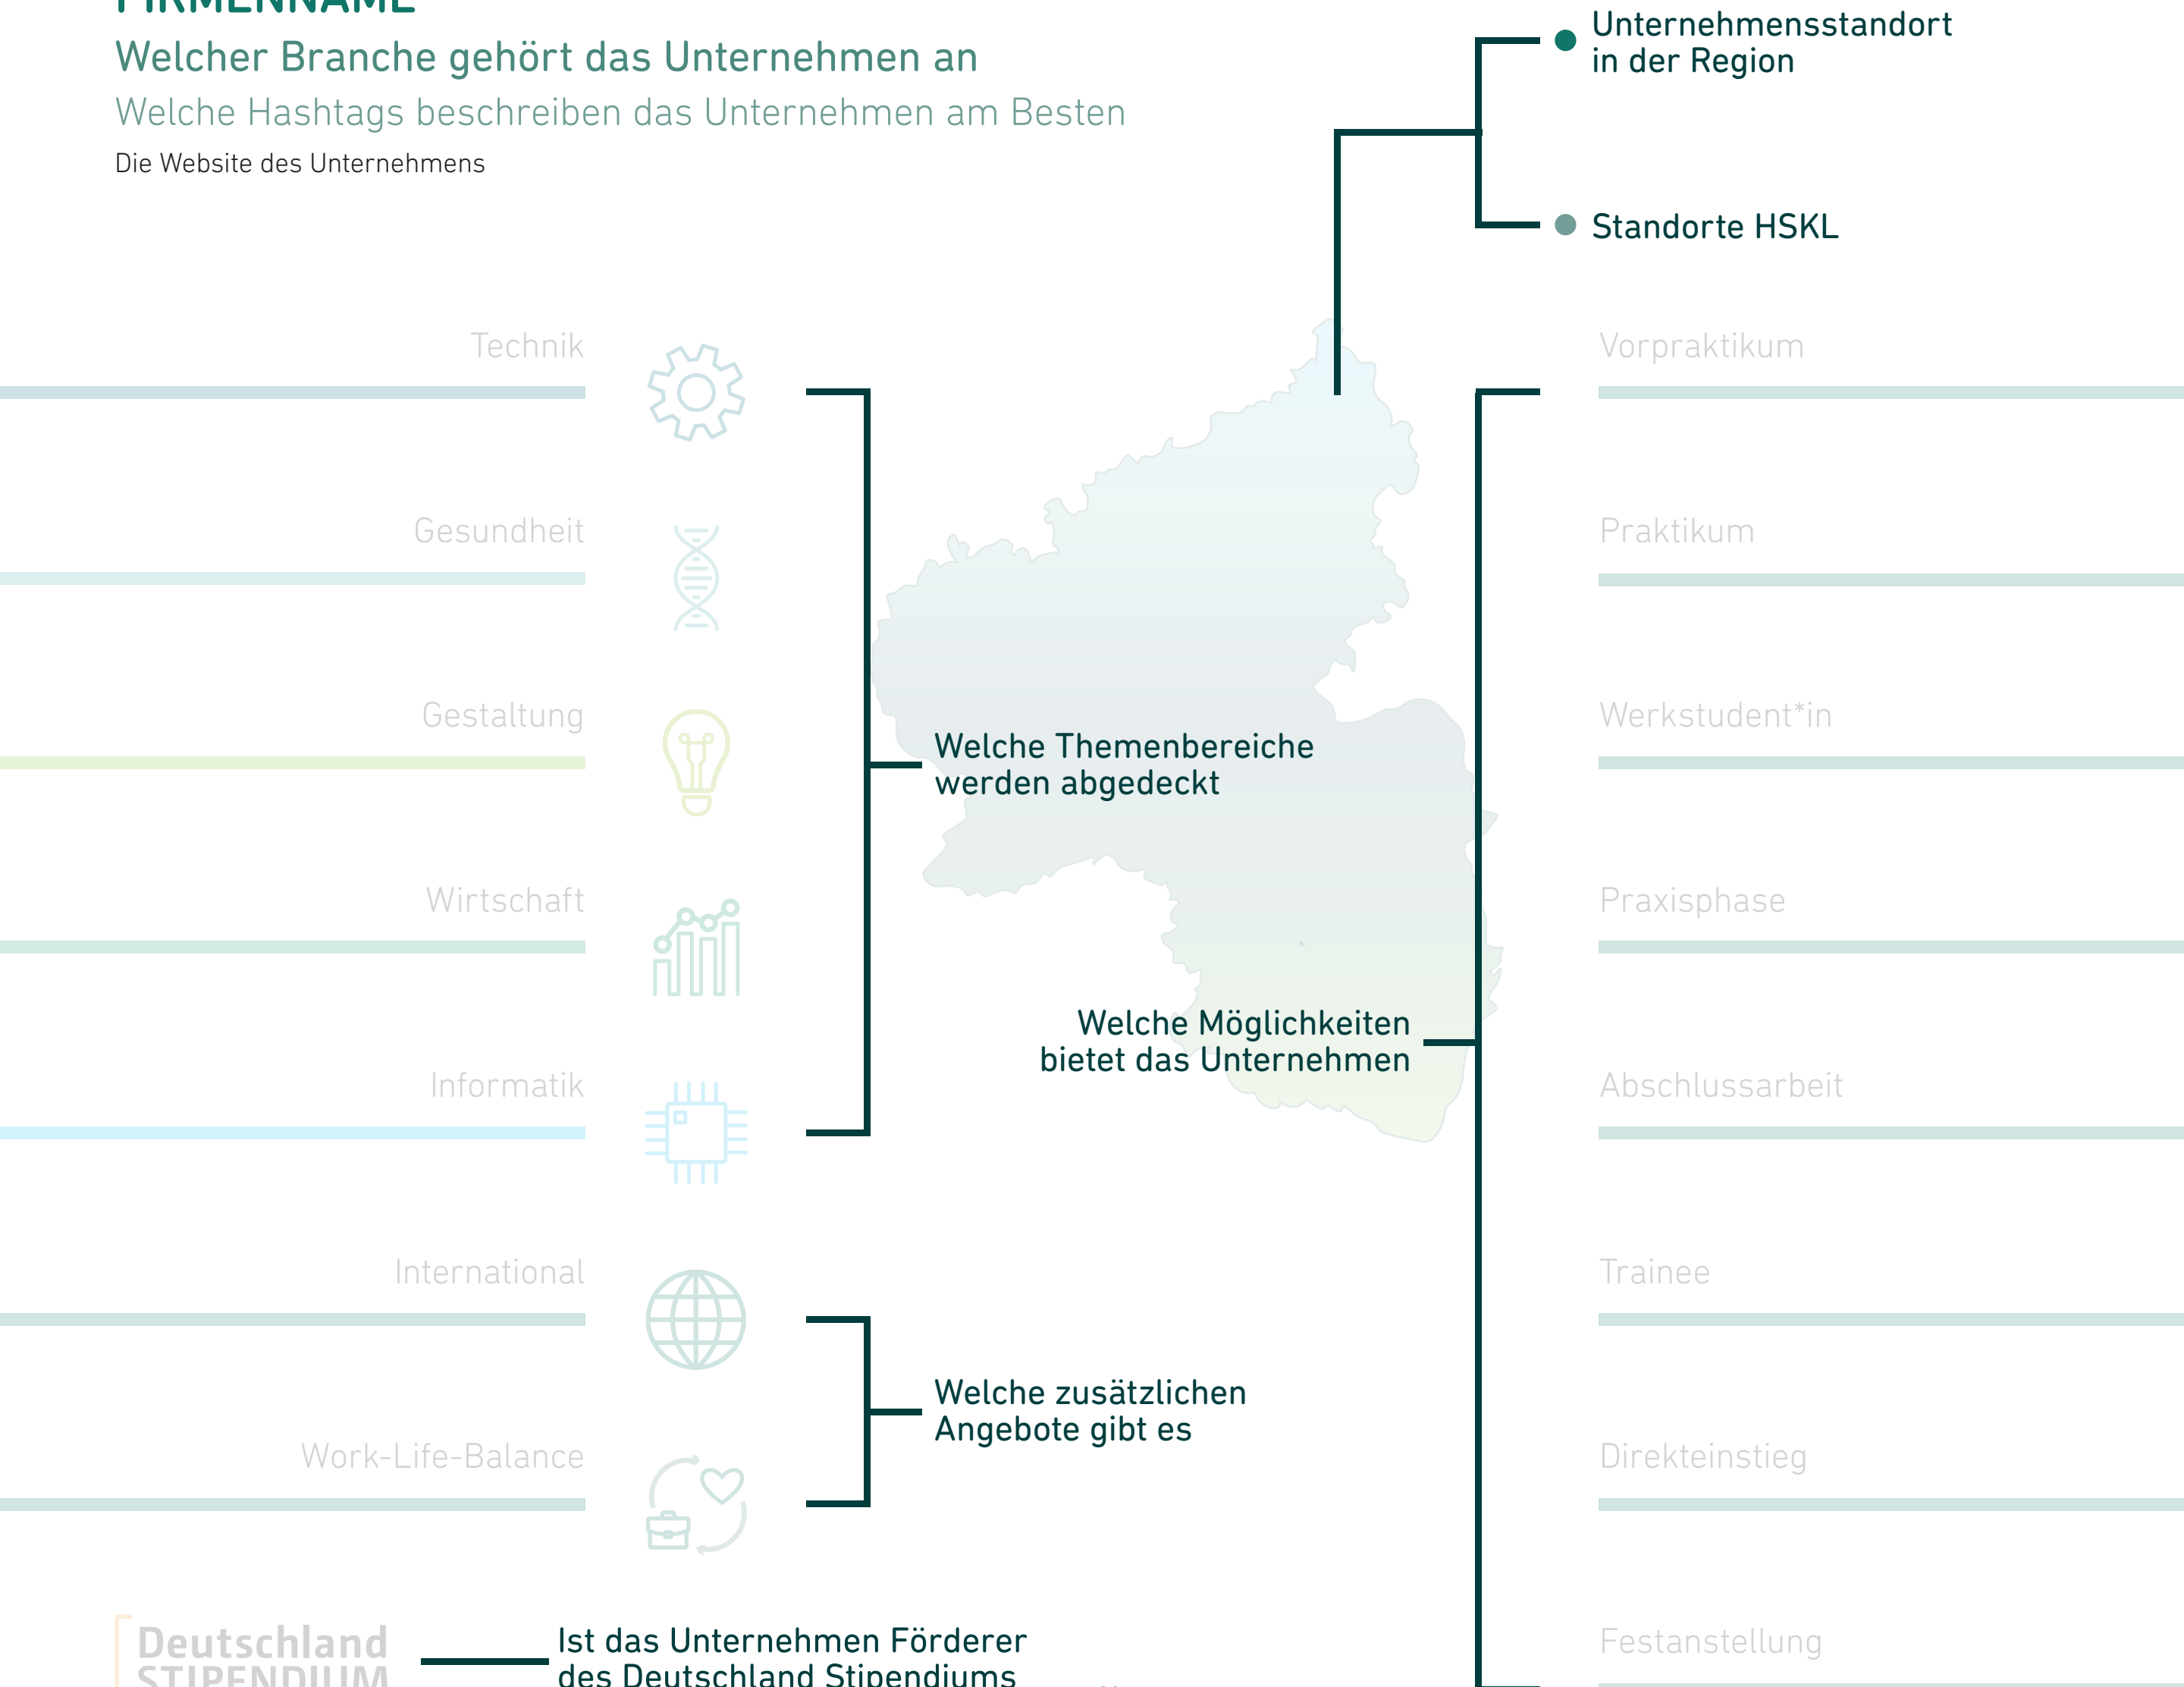 FIRMENNAME
Welcher Branche gehört das Unternehmen an
Welche Hashtags beschreiben das Unternehmen am Besten
Die Website des Unternehmens
Unternehmensstandort
in der Region
Standorte HSKL
Technik
Gesundheit
Gestaltung
Wirtschaft
Informatik
International
Work-Life-Balance
Welche Themenbereiche
werden abgedeckt
Welche Möglichkeiten
bietet das Unternehmen
Welche zusätzlichen
Angebote gibt es
Vorpraktikum
Praktikum
Werkstudent*in
Praxisphase
Abschlussarbeit
Trainee
Direkteinstieg
Festanstellung
Deutschland
STIPENDIUM
Ist das Unternehmen Förderer
des Deutschland Stipendiums